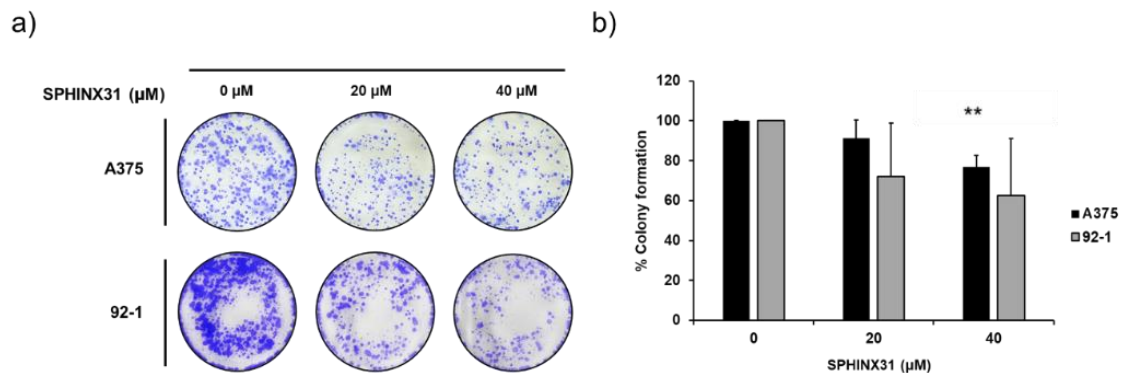 a)
SPHINX31 (µM)
0 µM
20 µM
40 µM
A375
92-1
b)
% Colony formation
120
100
80
60
40
20
0
**
0
20
40
SPHINX31 (µM)
A375
92-1